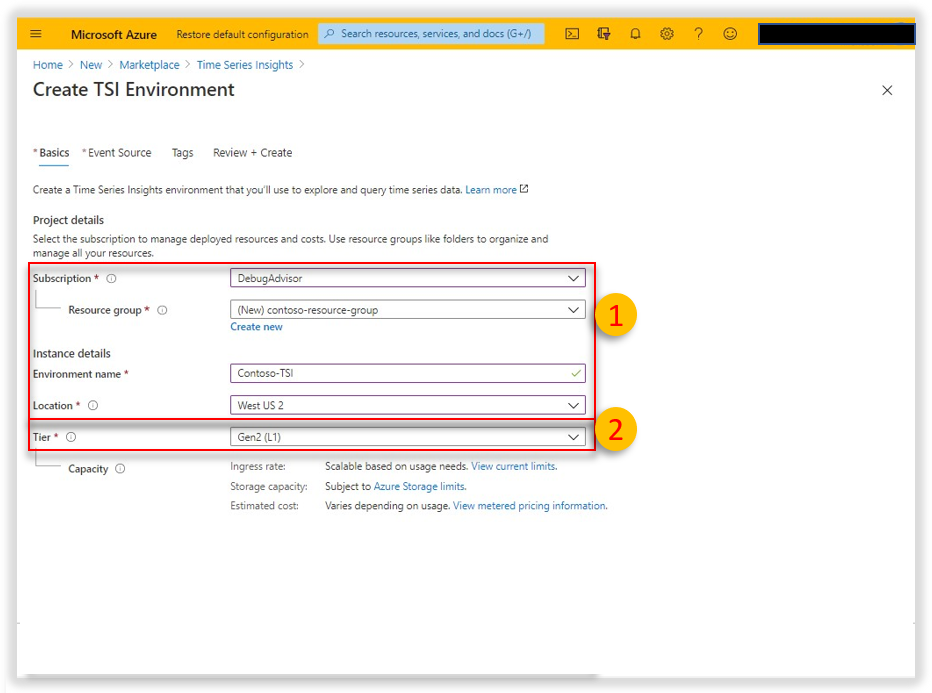 Microsoft Azure Restore default configuration Search resources, services, and docs (G+/) ?
Home > New > Marketplace > Time Series Insights >
Create TSI Environment
* Basics * Event Source Tags Review + Create
Create a Time Series Insights environment that you'll use to explore and query time series data. Learn more
Project details
Select the subscription to manage deployed resources and costs. Use resource groups like folders to organize and
manage all your resources.
Subscription * DebugAdvisor
Resource group * (New) contoso-resource-group
1
Create new
Instance details
Environment name * Contoso-TSI
Location * West US 2
Tier * Gen2 (L1)
2
Capacity Ingress rate: Scalable based on usage needs. View current limits.
Storage capacity: Subject to Azure Storage limits.
Estimated cost: Varies depending on usage. View metered pricing information.